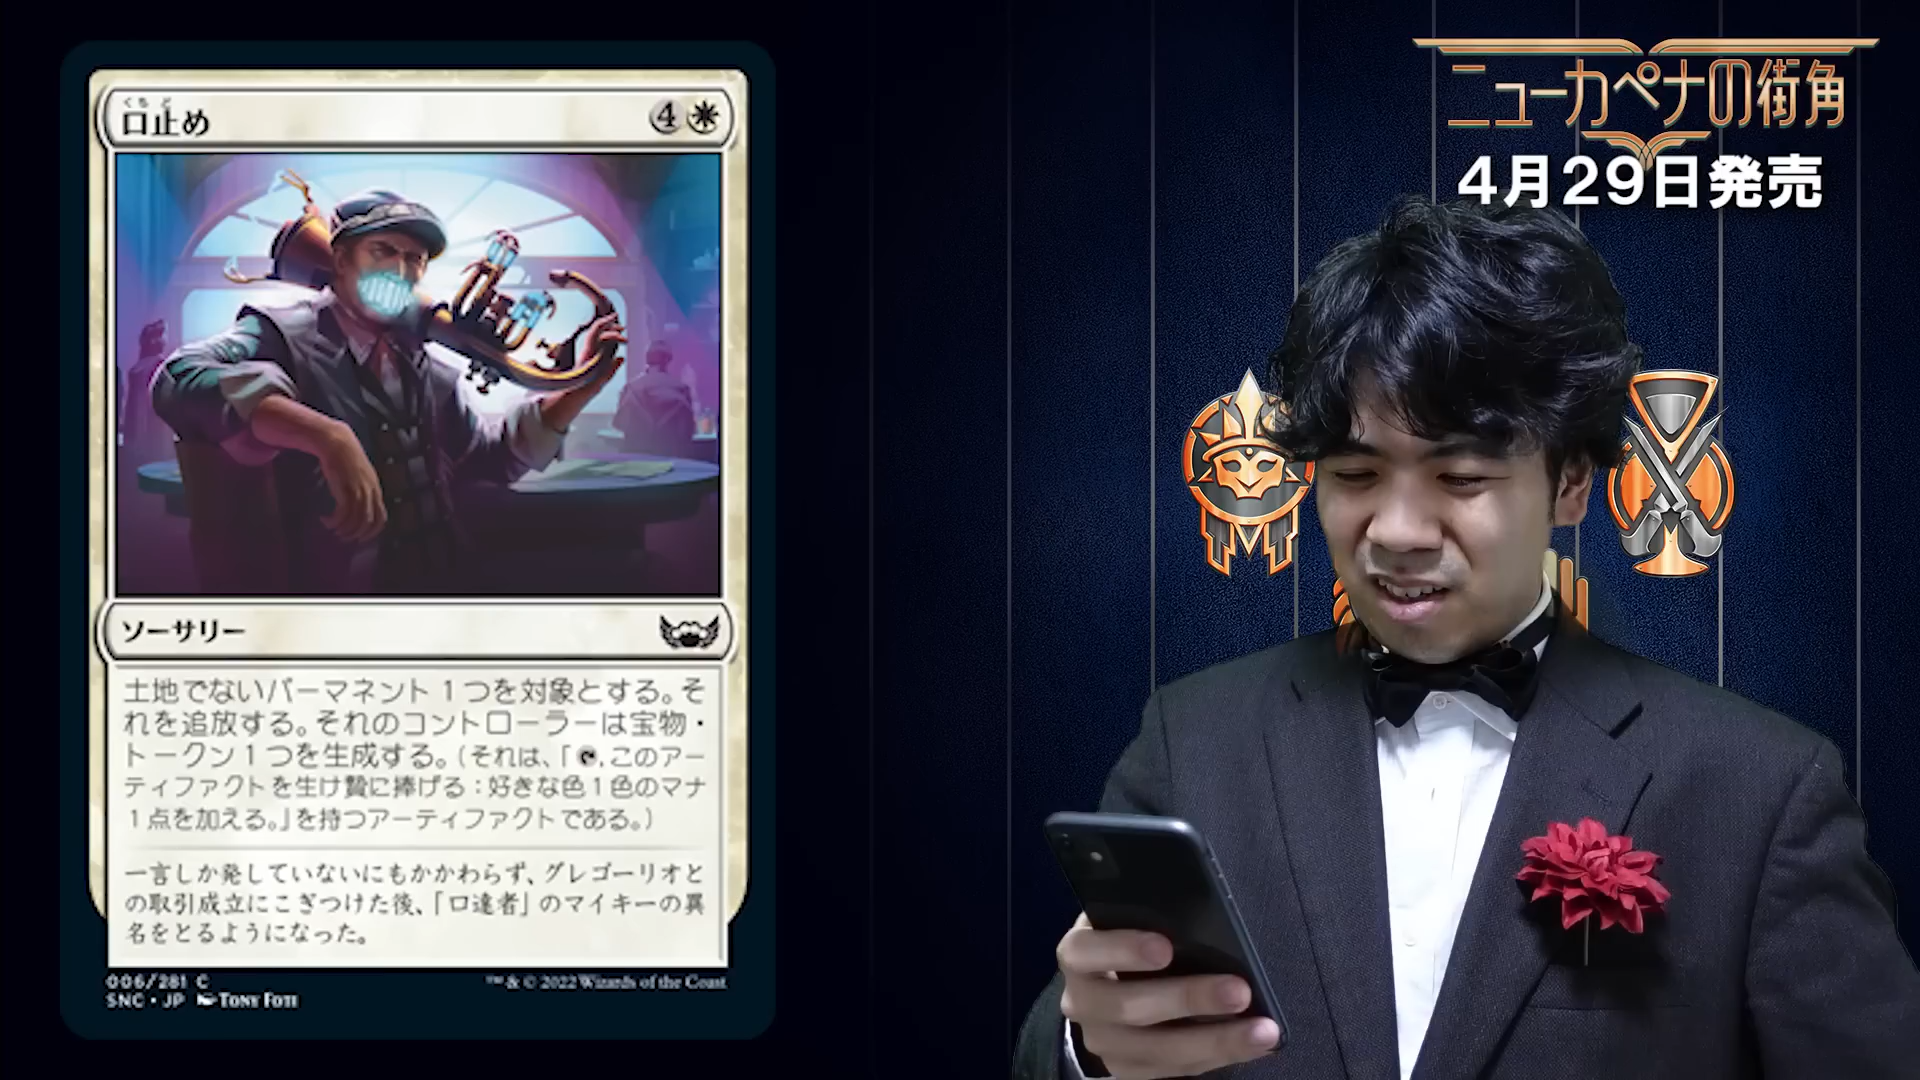 くちど
口止め
4
ソーサリー
土地でないパーマネント1つを対象とする。そ
れを追放する。それのコントローラーは宝物・
トークン1つを生成する。(それは、「
、このアー
ティファクトを生け贄に捧げる:好きな色1色のマナ
1点を加える。」を持つアーティファクトである。)
一言しか発していないにもかかわらず、グレゴーリオと
の取引成立にこぎつけた後、「口達者」のマイキーの異
名をとるようになった。
006/281 C
SNC・JP TONY FOTI
™ & © 2022 Wizards of the Coast
ニューカペナの街角
4月29日発売